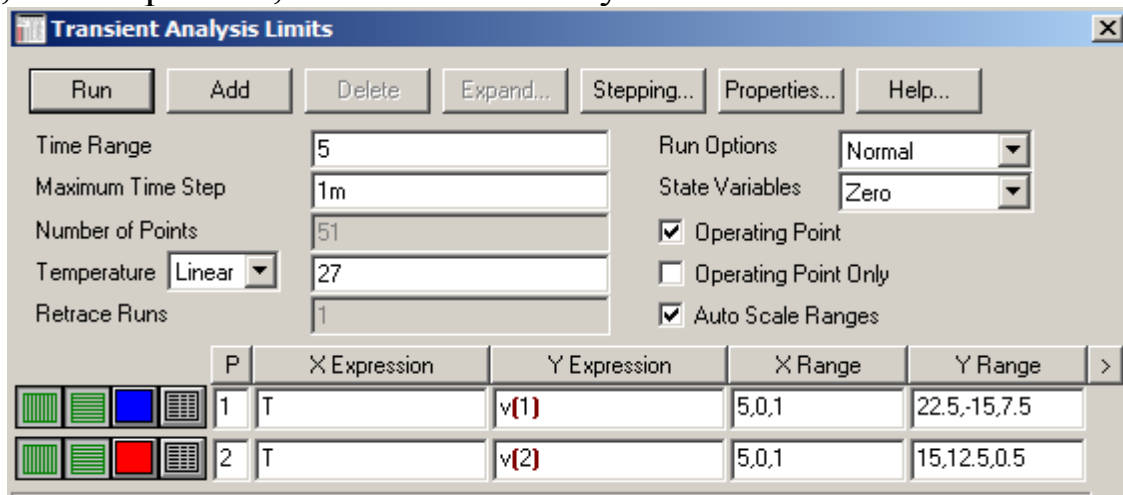 Transient Analysis Limits
Run Add Delete Expand... Stepping... Properties... Help...
Time Range 5 Run Options Normal
Maximum Time Step 1m State Variables Zero
Number of Points 51 Operating Point
Temperature Linear 27 Operating Point Only
Retrace Runs 1 Auto Scale Ranges
P X Expression Y Expression X Range Y Range >
1 T v(1) 5,0,1 22.5,-15,7.5
2 T v(2) 5,0,1 15,12.5,0.5